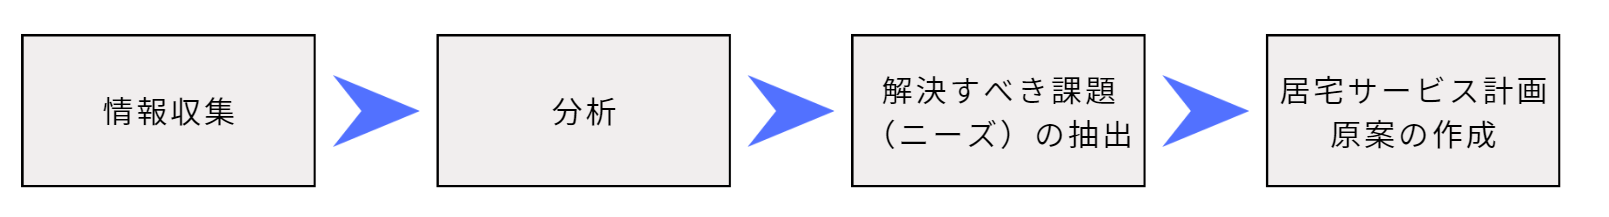 情報収集
分析
解決すべき課題
（ニーズ）の抽出
居宅サービス計画
原案の作成